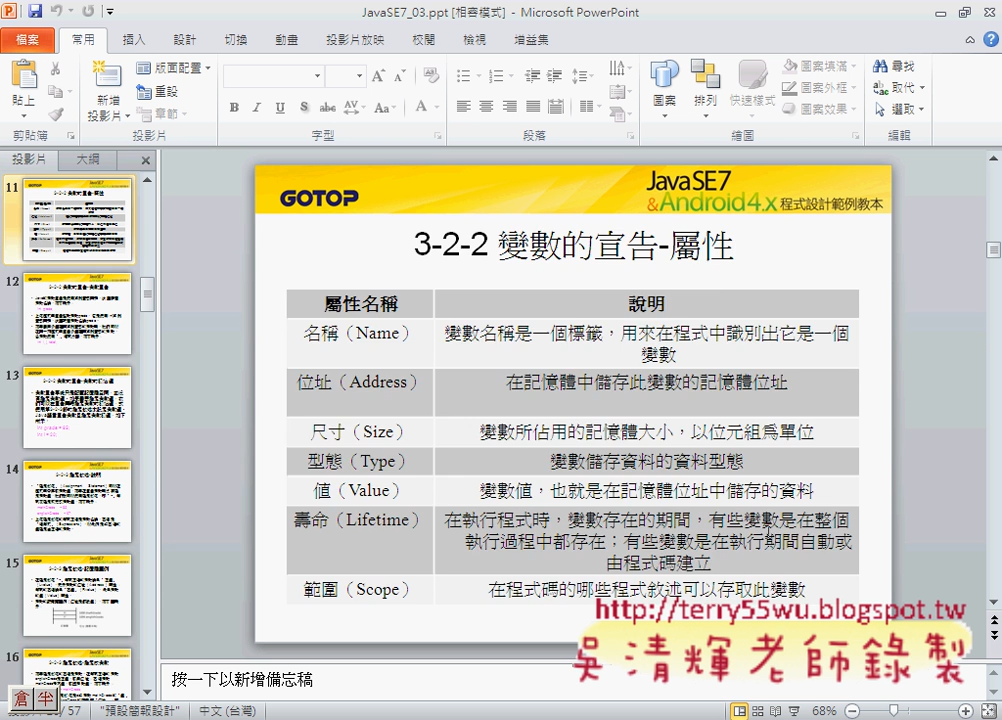 JavaSE7_03.ppt [相容模式] - Microsoft PowerPoint
檔案 常用 插入 設計 切換 動畫 投影片放映 校閱 檢視 增益集
貼上 新增投影片 版面配置 重設 章節
圖案 排列 快速樣式 圖案填滿 圖案外框 圖案效果 尋找 取代 選取
剪貼簿 投影片 字型 段落 繪圖 編輯
投影片 大綱
11
12
13
14
15
16
GOTOP
JavaSE7
&Android4.x程式設計範例教本
3-2-2 變數的宣告-屬性
屬性名稱 說明
名稱（Name） 變數名稱是一個標籤，用來在程式中識別出它是一個
變數
位址（Address） 在記憶體中儲存此變數的記憶體位址
尺寸（Size） 變數所佔用的記憶體大小，以位元組為單位
型態（Type） 變數儲存資料的資料型態
值（Value） 變數值，也就是在記憶體位址中儲存的資料
壽命（Lifetime） 在執行程式時，變數存在的期間，有些變數是在整個
執行過程中都存在；有些變數是在執行期間自動或
由程式碼建立
範圍（Scope） 在程式碼的哪些程式敘述可以存取此變數
http://terry55wu.blogspot.tw
吳清輝老師錄製
按一下以新增備忘稿
倉 半 57 "預設簡報設計" 中文 (台灣) 68%